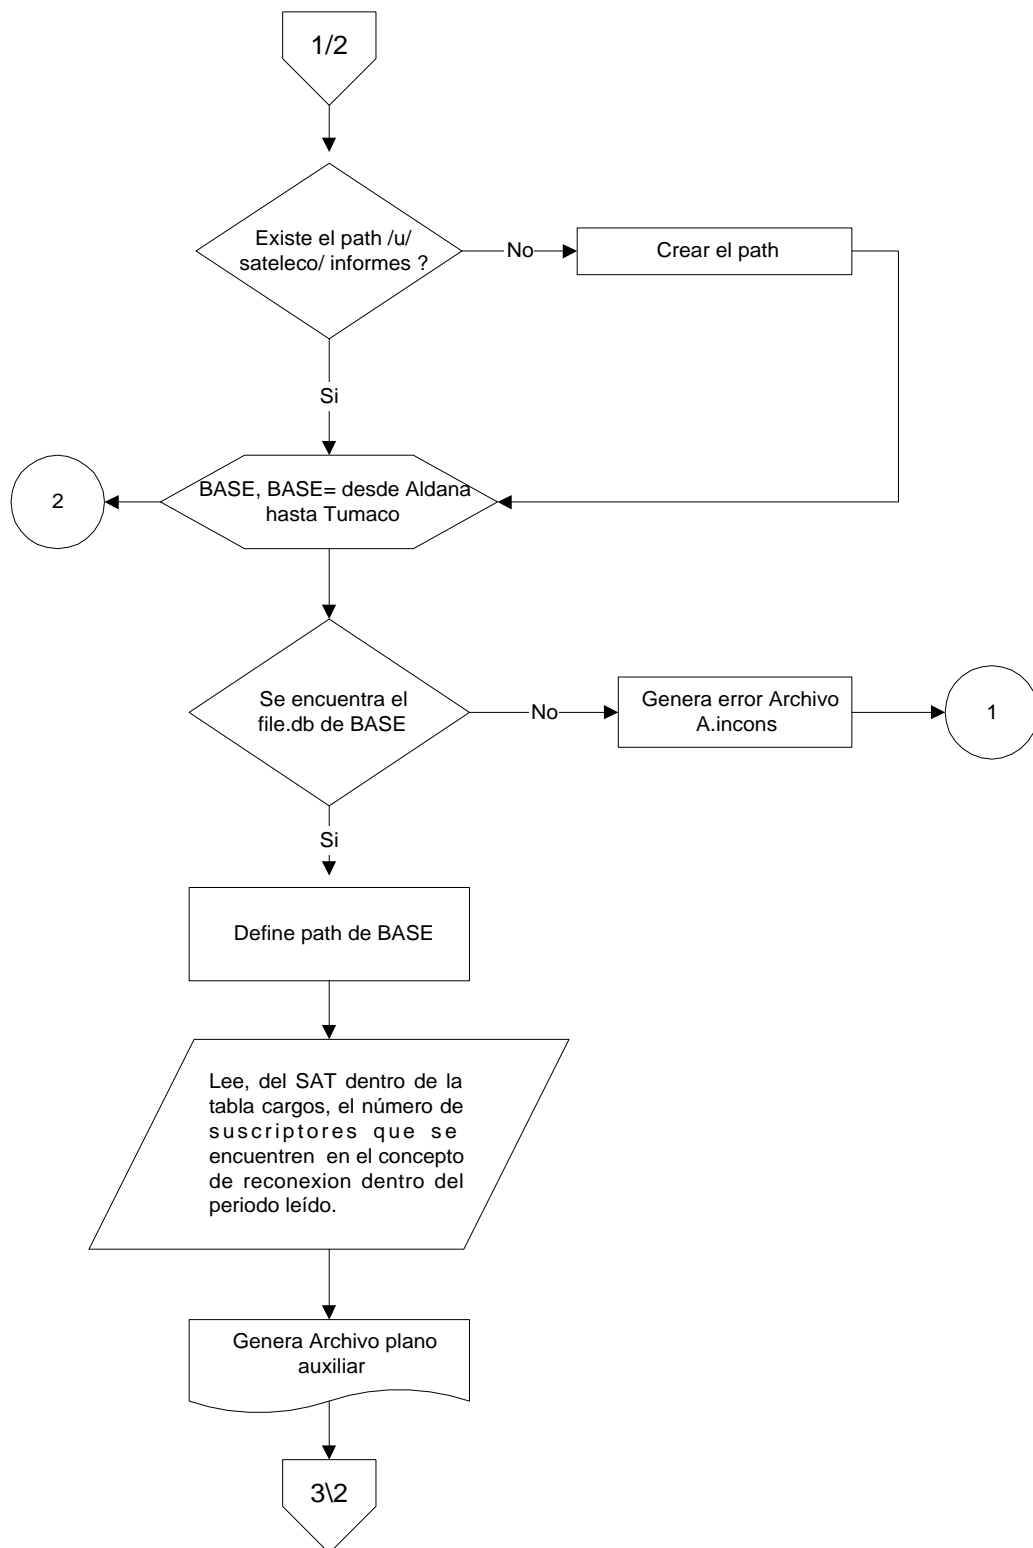 1/2
Existe el path /u/
sateleco/ informes ?
No
Crear el path
Si
2
BASE, BASE= desde Aldana
hasta Tumaco
Se encuentra el
file.db de BASE
No
Genera error Archivo
A.incons
1
Si
Define path de BASE
Lee, del SAT dentro de la
tabla cargos, el número de
suscriptores que se
encuentren en el concepto
de reconexion dentro del
periodo leído.
Genera Archivo plano
auxiliar
3\2